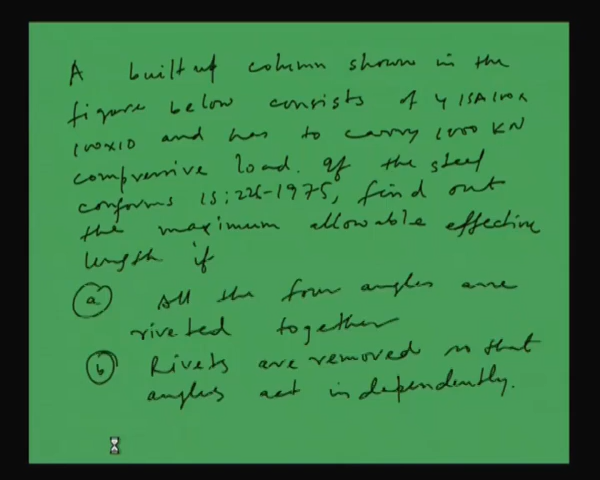 A built up column shown in the
figure below consists of 4 ISA 100x
100x10 and has to carry 1000 KN
compressive load. If the steel
conforms IS:226-1975, find out
the maximum allowable effective
length if
(a) All the four angles are
riveted together
(b) Rivets are removed so that
angles act independently.